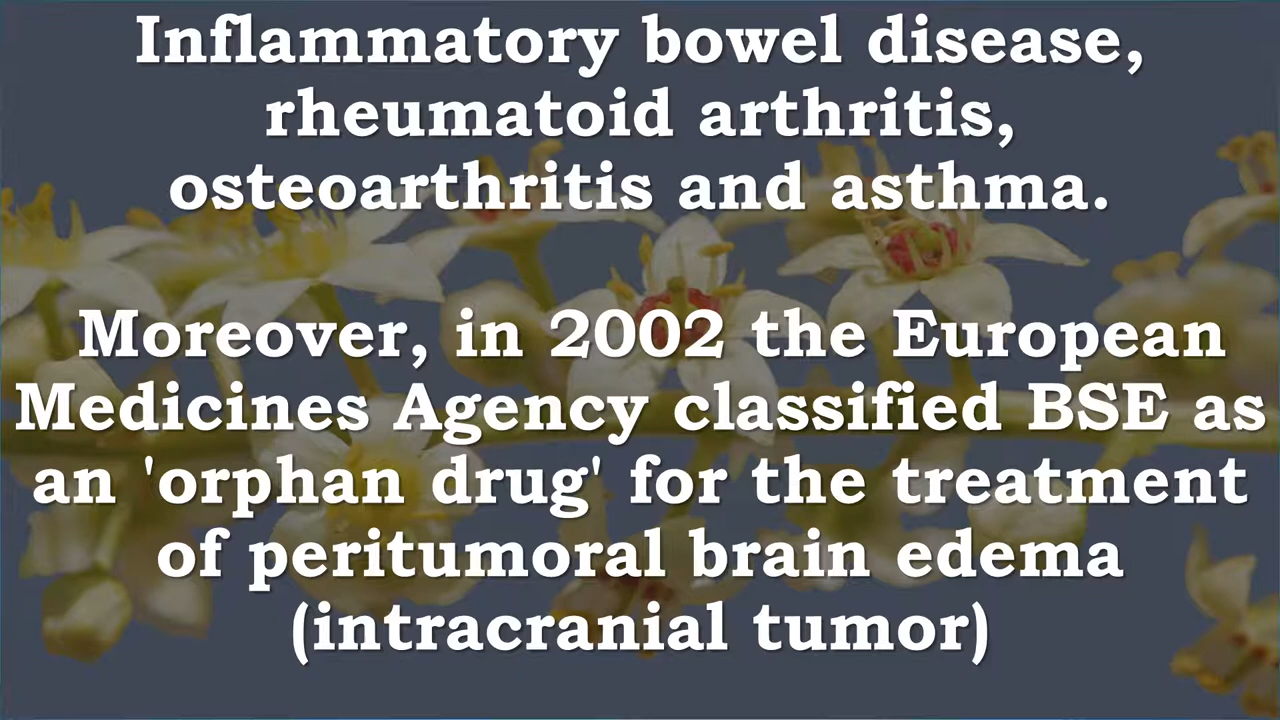 Inflammatory bowel disease,
rheumatoid arthritis,
osteoarthritis and asthma.
Moreover, in 2002 the European
Medicines Agency classified BSE as
an 'orphan drug' for the treatment
of peritumoral brain edema
(intracranial tumor)